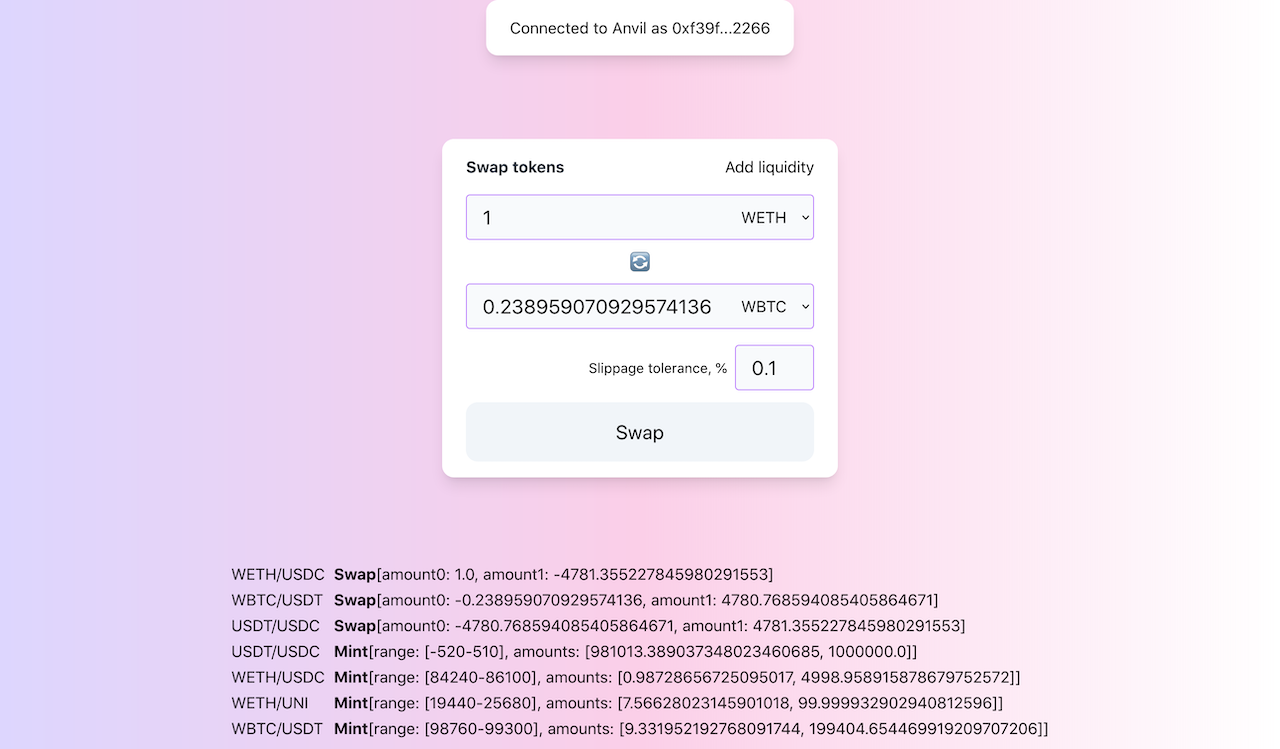 Connected to Anvil as 0xf39f...2266
Swap tokens Add liquidity
1 WETH
0.238959070929574136 WBTC
Slippage tolerance, % 0.1
Swap
WETH/USDC Swap[amount0: 1.0, amount1: -4781.355227845980291553]
WBTC/USDT Swap[amount0: -0.238959070929574136, amount1: 4780.768594085405864671]
USDT/USDC Swap[amount0: -4780.768594085405864671, amount1: 4781.355227845980291553]
USDT/USDC Mint[range: [-520-510], amounts: [981013.389037348023460685, 1000000.0]]
WETH/USDC Mint[range: [84240-86100], amounts: [0.98728656725095017, 4998.958915878679752572]]
WETH/UNI Mint[range: [19440-25680], amounts: [7.56628023145901018, 99.999932902940812596]]
WBTC/USDT Mint[range: [98760-99300], amounts: [9.331952192768091744, 199404.654469919209707206]]